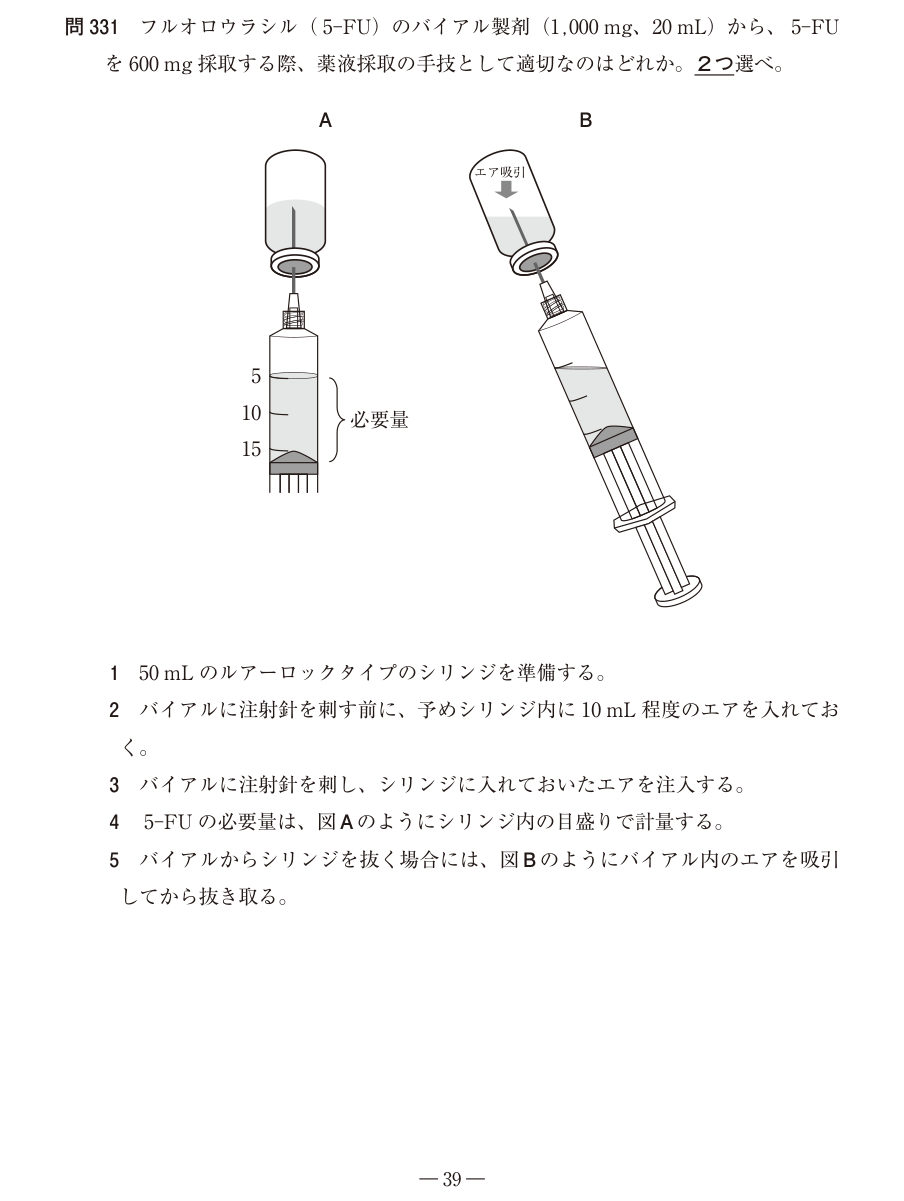 問 331 フルオロウラシル（5-FU）のバイアル製剤（1,000 mg、20 mL）から、5-FU
を 600 mg 採取する際、薬液採取の手技として適切なのはどれか。2つ選べ。
A
B
エア吸引
5
10
15
必要量
1 50 mL のルアーロックタイプのシリンジを準備する。
2 バイアルに注射針を刺す前に、予めシリンジ内に 10 mL 程度のエアを入れてお
く。
3 バイアルに注射針を刺し、シリンジに入れておいたエアを注入する。
4 5-FU の必要量は、図Aのようにシリンジ内の目盛りで計量する。
5 バイアルからシリンジを抜く場合には、図Bのようにバイアル内のエアを吸引
してから抜き取る。
― 39 ―